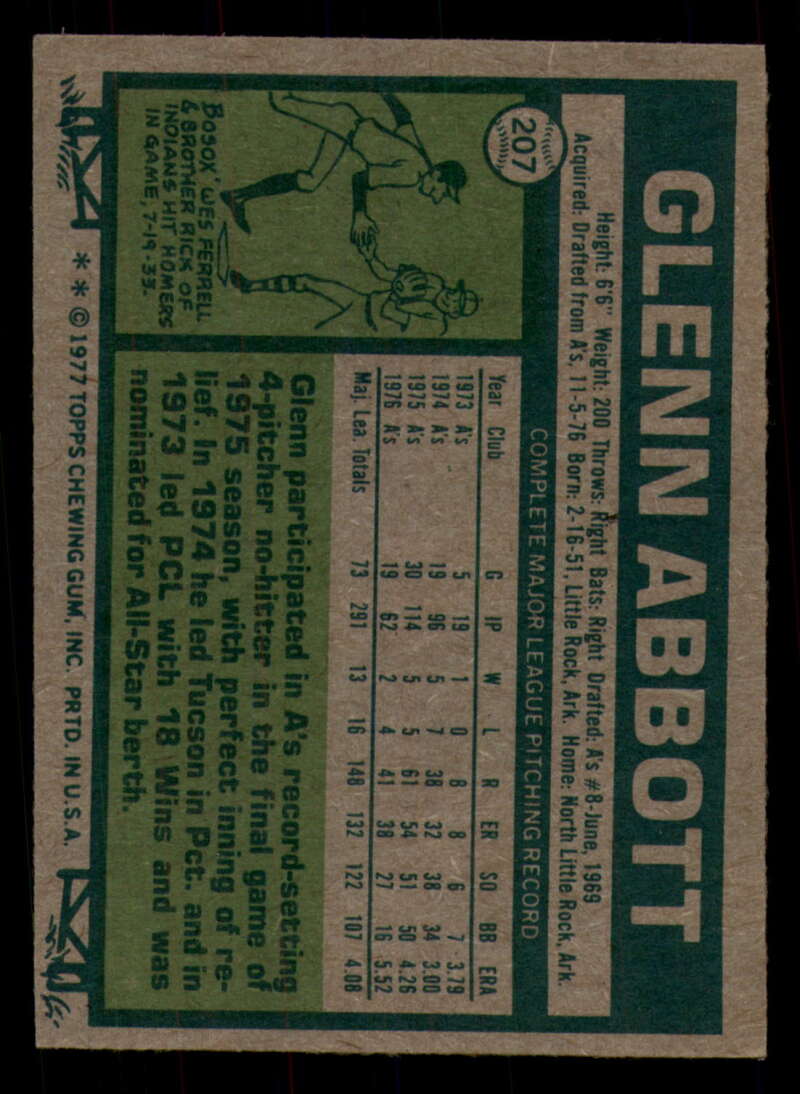 207
GLENN ABBOTT
Height: 6'6" Weight: 200 Throws: Right Bats: Right Drafted: A's #8-June, 1969
Acquired: Drafted from A's, 11-5-76 Born: 2-16-51, Little Rock, Ark. Home: North Little Rock, Ark.
COMPLETE MAJOR LEAGUE PITCHING RECORD
Year Club G IP W L R ER SO BB ERA
1973 A's 5 19 1 0 8 8 6 7 3.79
1974 A's 19 96 5 7 38 32 38 34 3.00
1975 A's 30 114 5 5 61 54 51 50 4.26
1976 A's 19 62 2 4 41 38 27 16 5.52
Maj. Lea. Totals 73 291 13 16 148 132 122 107 4.08
BOSOX' WES FERRELL
& BROTHER RICK OF
INDIANS HIT HOMERS
IN GAME, 7-19-33.
Glenn participated in A's record-setting
4-pitcher no-hitter in the final game of
1975 season, with perfect inning of re-
lief. In 1974 he led Tucson in Pct. and in
1973 led PCL with 18 Wins and was
nominated for All-Star berth.
* * © 1977 TOPPS CHEWING GUM, INC. PRTD. IN U.S.A.